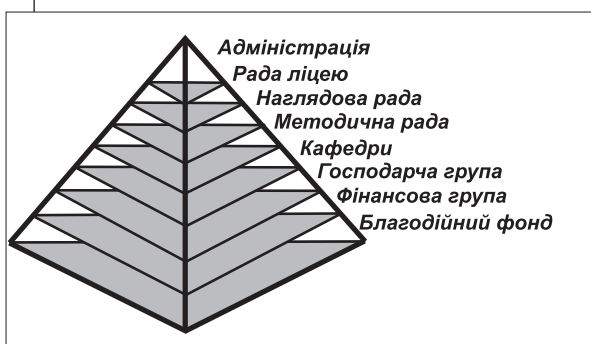 Адміністрація
Рада ліцею
Наглядова рада
Методична рада
Кафедри
Господарча група
Фінансова група
Благодійний фонд